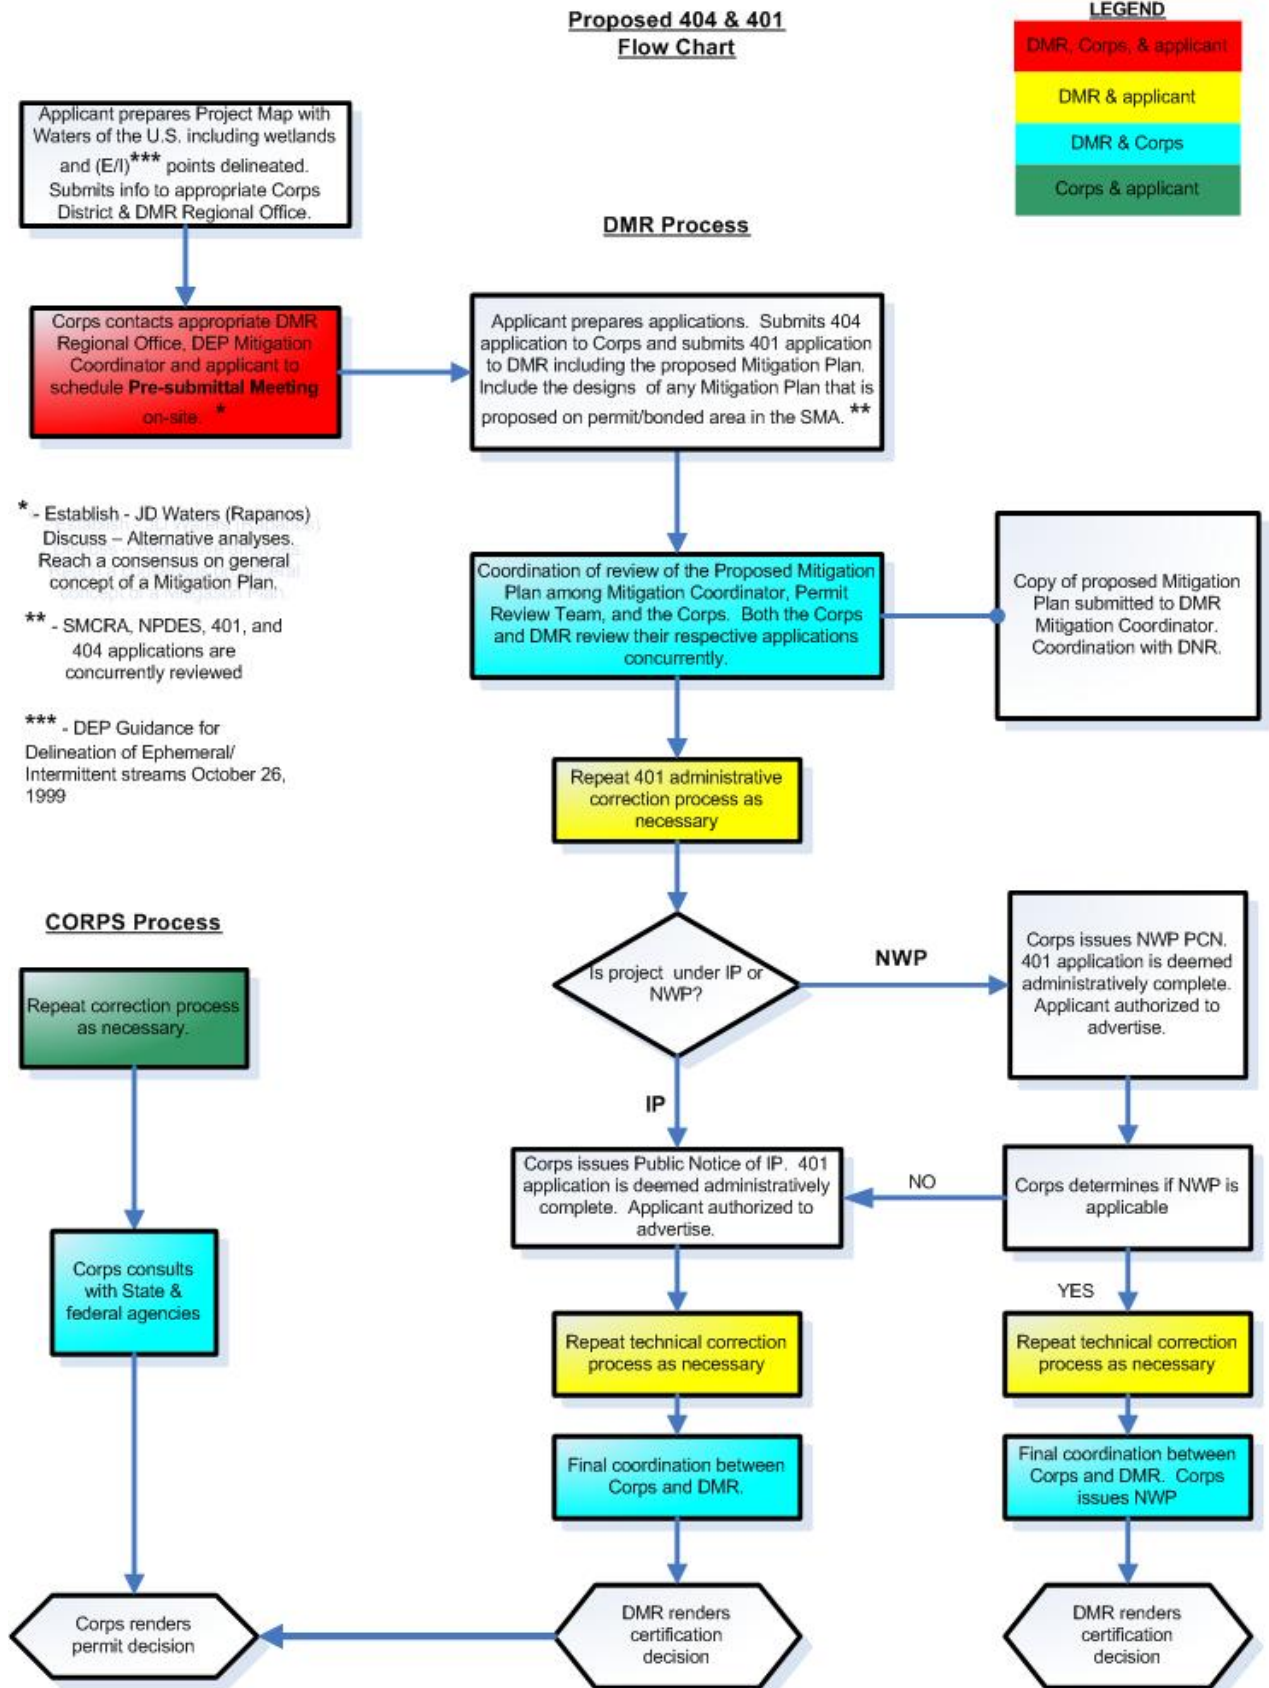 Proposed 404 & 401
Flow Chart
LEGEND
DMR, Corps, & applicant
DMR & applicant
DMR & Corps
Corps & applicant
Applicant prepares Project Map with
Waters of the U.S. including wetlands
and (E/I)*** points delineated.
Submits info to appropriate Corps
District & DMR Regional Office.
DMR Process
Corps contacts appropriate DMR
Regional Office, DEP Mitigation
Coordinator and applicant to
schedule Pre-submittal Meeting
on-site. *
Applicant prepares applications. Submits 404
application to Corps and submits 401 application
to DMR including the proposed Mitigation Plan.
Include the designs of any Mitigation Plan that is
proposed on permit/bonded area in the SMA. **
* - Establish - JD Waters (Rapanos)
Discuss – Alternative analyses.
Reach a consensus on general
concept of a Mitigation Plan.
** - SMCRA, NPDES, 401, and
404 applications are
concurrently reviewed
*** - DEP Guidance for
Delineation of Ephemeral/
Intermittent streams October 26,
1999
Coordination of review of the Proposed Mitigation
Plan among Mitigation Coordinator, Permit
Review Team, and the Corps. Both the Corps
and DMR review their respective applications
concurrently.
Copy of proposed Mitigation
Plan submitted to DMR
Mitigation Coordinator.
Coordination with DNR.
Repeat 401 administrative
correction process as
necessary
Is project under IP or
NWP?
NWP
IP
Corps issues NWP PCN.
401 application is deemed
administratively complete.
Applicant authorized to
advertise.
CORPS Process
Repeat correction process
as necessary.
Corps issues Public Notice of IP. 401
application is deemed administratively
complete. Applicant authorized to
advertise.
NO
Corps determines if NWP is
applicable
YES
Corps consults
with State &
federal agencies
Repeat technical correction
process as necessary
Repeat technical correction
process as necessary
Final coordination between
Corps and DMR.
Final coordination between
Corps and DMR. Corps
issues NWP
Corps renders
permit decision
DMR renders
certification
decision
DMR renders
certification
decision